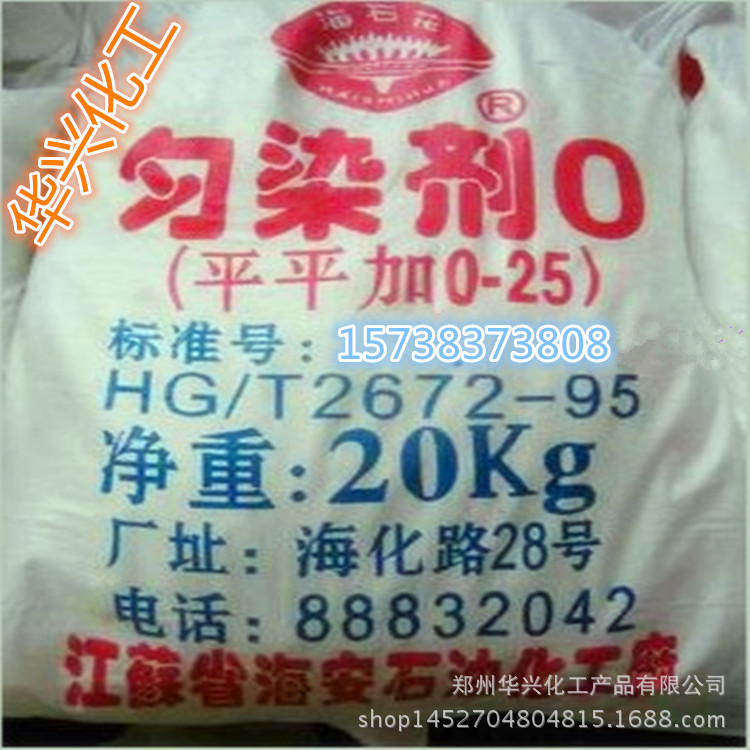 华兴化工
海石花
HAISHIHUA
®
匀染剂O
(平平加O-25)
标准号: 15738373808
HG/T2672-95
净重:20Kg
厂址:海化路28号
电话:88832042
江蘇省海安石油化工廠
郑州华兴化工产品有限公司
shop1452704804815.1688.com